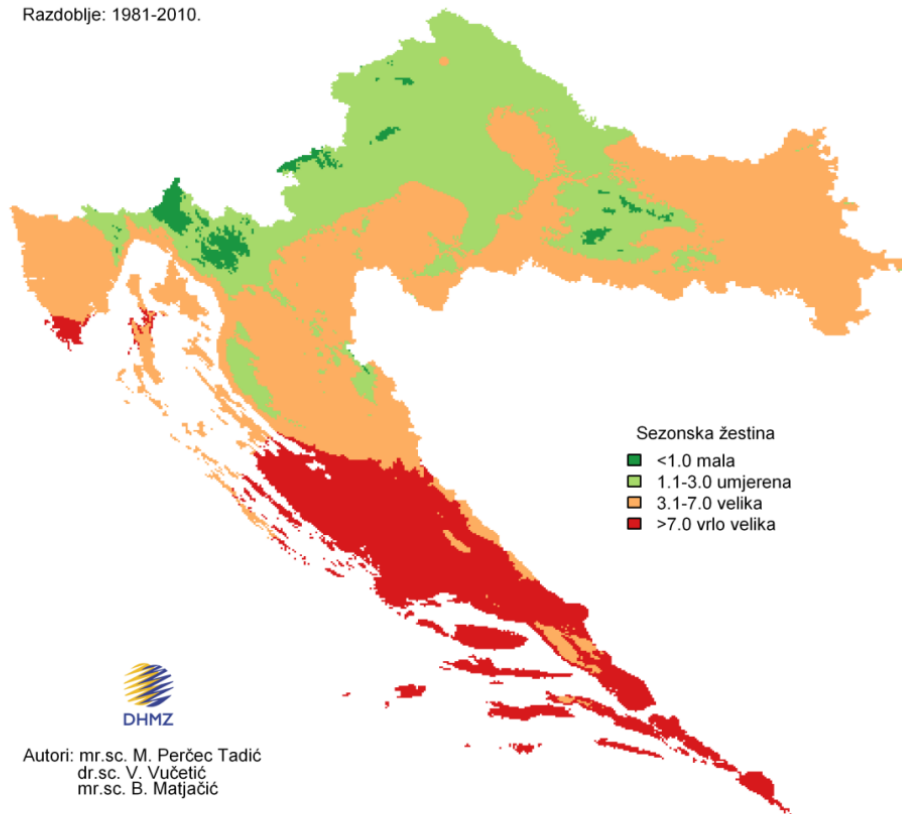 Razdoblje: 1981-2010.
Sezonska žestina
<1.0 mala
1.1-3.0 umjerena
3.1-7.0 velika
>7.0 vrlo velika
DHMZ
Autori: mr.sc. M. Perčec Tadić
dr.sc. V. Vučetić
mr.sc. B. Matjačić